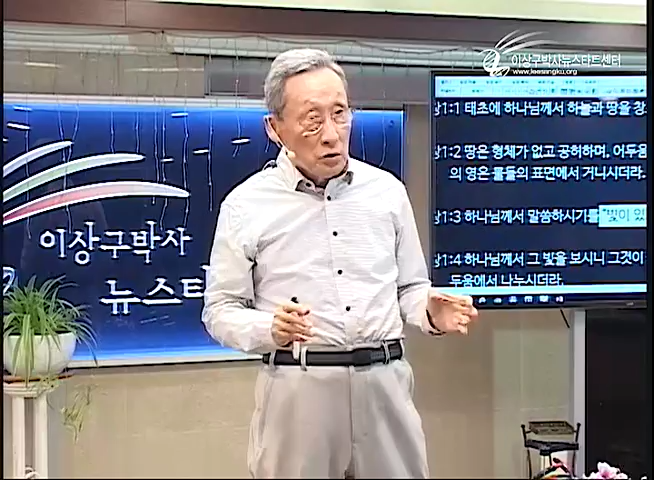 이상구박사뉴스타트센터
www.leesangku.org
이상구박사
뉴스타트
창1:1 태초에 하나님께서 하늘과 땅을 창
창1:2 땅은 형체가 없고 공허하며, 어두움
의 영은 물들의 표면에서 거니시더라.
창1:3 하나님께서 말씀하시기를 "빛이 있
창1:4 하나님께서 그 빛을 보시니 그것이
두움에서 나누시더라.